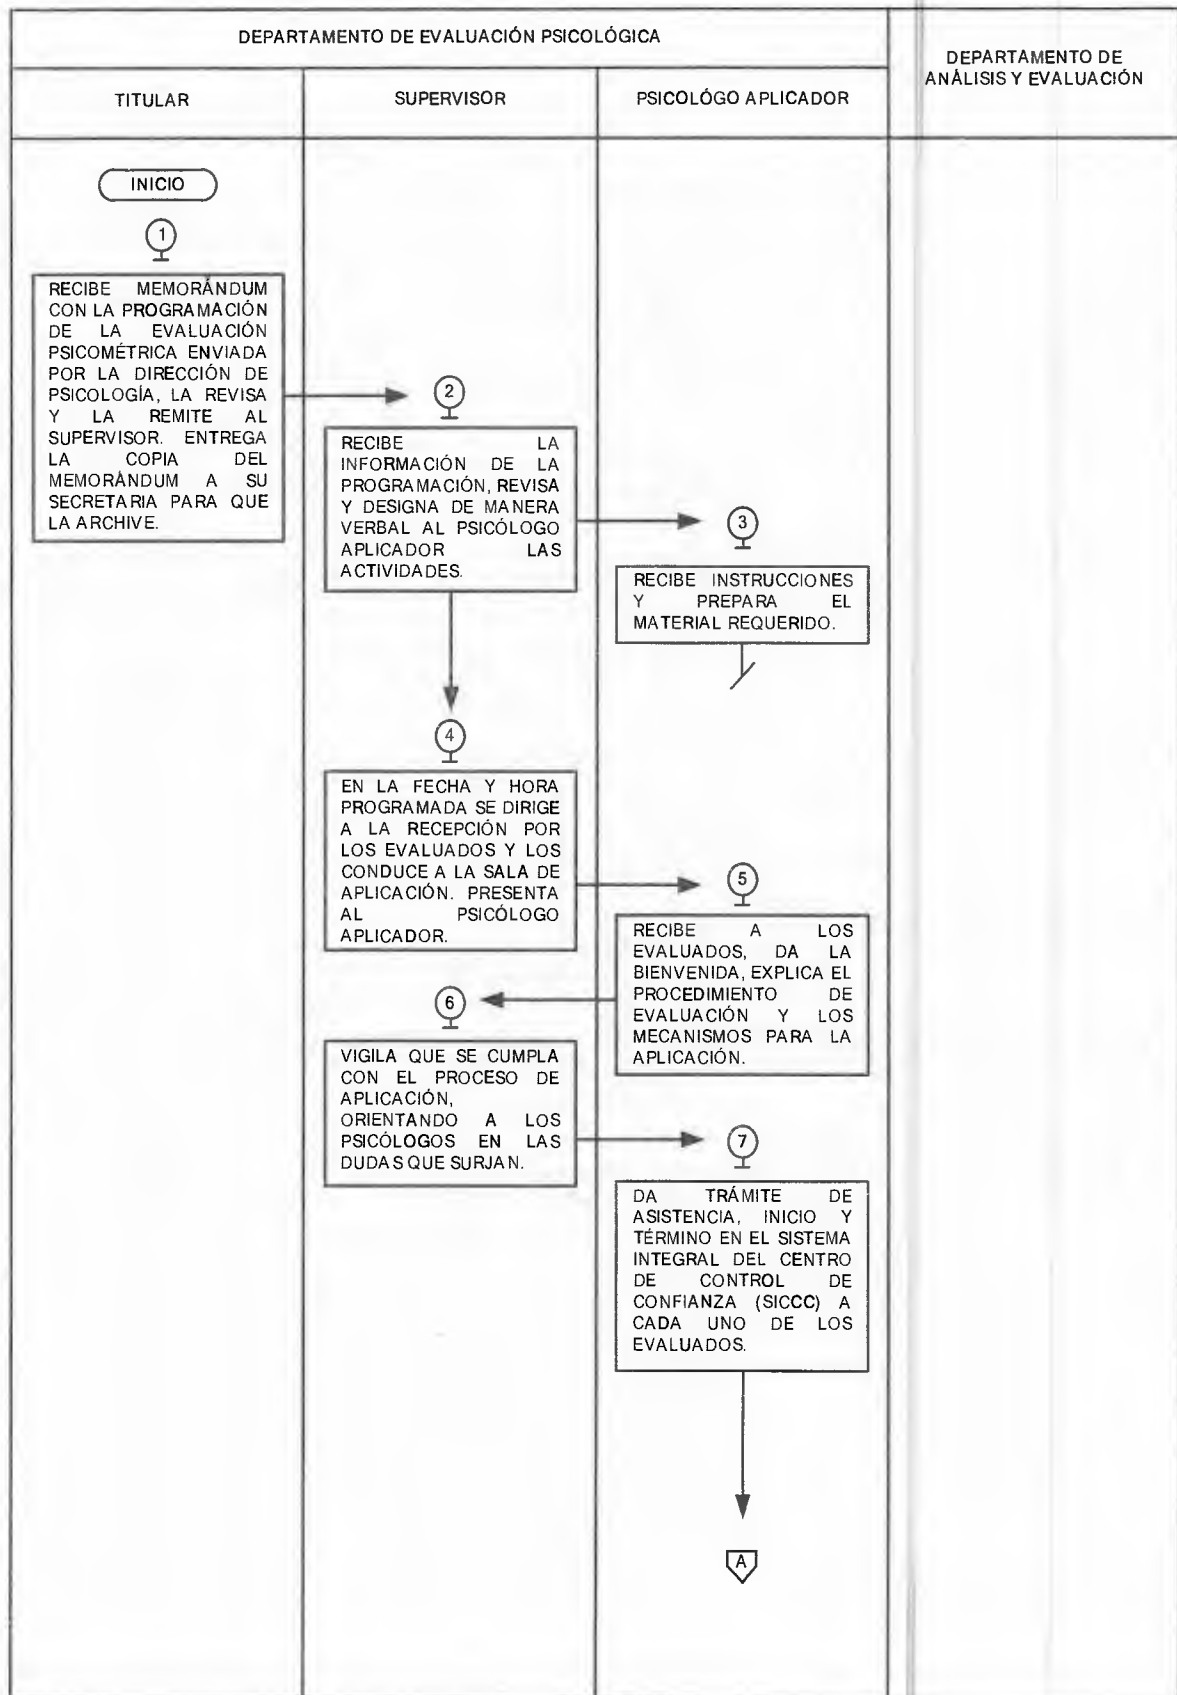 DEPARTAMENTO DE EVALUACIÓN PSICOLÓGICA
DEPARTAMENTO DE
ANÁLISIS Y EVALUACIÓN
TITULAR
SUPERVISOR
PSICOLÓGO APLICADOR
INICIO
1
RECIBE MEMORÁNDUM
CON LA PROGRAMACIÓN
DE LA EVALUACIÓN
PSICOMÉTRICA ENVIADA
POR LA DIRECCIÓN DE
PSICOLOGÍA, LA REVISA
Y LA REMITE AL
SUPERVISOR. ENTREGA
LA COPIA DEL
MEMORÁNDUM A SU
SECRETARIA PARA QUE
LA ARCHIVE.
2
RECIBE LA
INFORMACIÓN DE LA
PROGRAMACIÓN, REVISA
Y DESIGNA DE MANERA
VERBAL AL PSICÓLOGO
APLICADOR LAS
ACTIVIDADES.
3
RECIBE INSTRUCCIONES
Y PREPARA EL
MATERIAL REQUERIDO.
4
EN LA FECHA Y HORA
PROGRAMADA SE DIRIGE
A LA RECEPCIÓN POR
LOS EVALUADOS Y LOS
CONDUCE A LA SALA DE
APLICACIÓN. PRESENTA
AL PSICÓLOGO
APLICADOR.
5
RECIBE A LOS
EVALUADOS, DA LA
BIENVENIDA, EXPLICA EL
PROCEDIMIENTO DE
EVALUACIÓN Y LOS
MECANISMOS PARA LA
APLICACIÓN.
6
VIGILA QUE SE CUMPLA
CON EL PROCESO DE
APLICACIÓN,
ORIENTANDO A LOS
PSICÓLOGOS EN LAS
DUDAS QUE SURJAN.
7
DA TRÁMITE DE
ASISTENCIA, INICIO Y
TÉRMINO EN EL SISTEMA
INTEGRAL DEL CENTRO
DE CONTROL DE
CONFIANZA (SICCC) A
CADA UNO DE LOS
EVALUADOS.
A